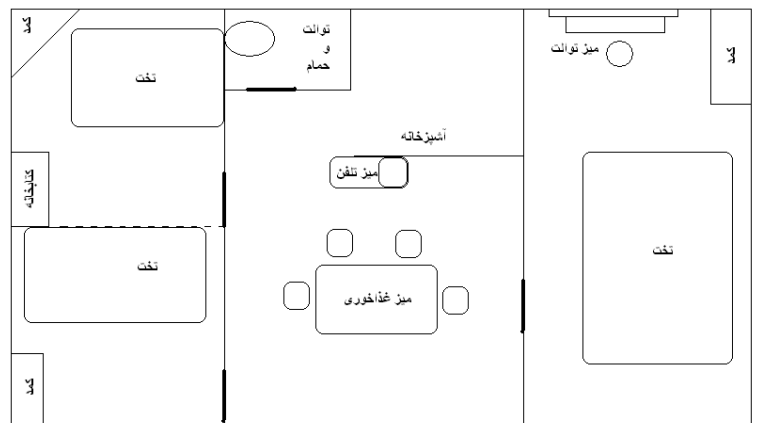 کمد
توالت
و
حمام
میز توالت
کمد
تخت
آشپزخانه
میز تلفن
کتابخانه
تخت
تخت
میز غذاخوری
کمد